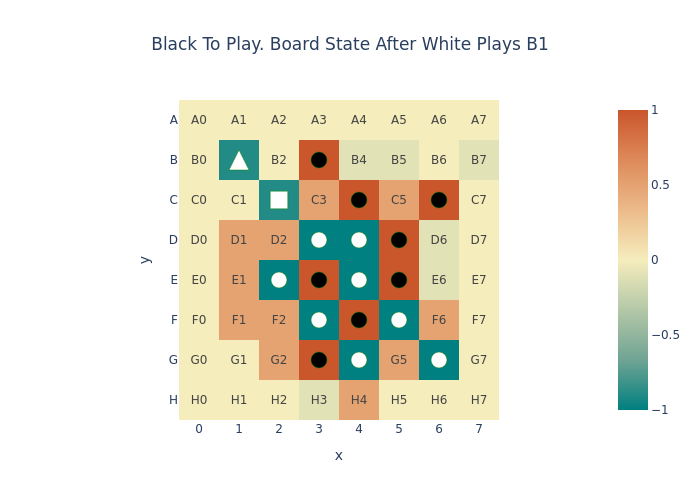 Black To Play. Board State After White Plays B1
A A0 A1 A2 A3 A4 A5 A6 A7
B B0 B2 B4 B5 B6 B7
C C0 C1 C3 C5 C7
D D0 D1 D2 D6 D7
E E0 E1 E6 E7
F F0 F1 F2 F6 F7
G G0 G1 G2 G5 G7
H H0 H1 H2 H3 H4 H5 H6 H7
0 1 2 3 4 5 6 7
x
y
1
0.5
0
−0.5
−1